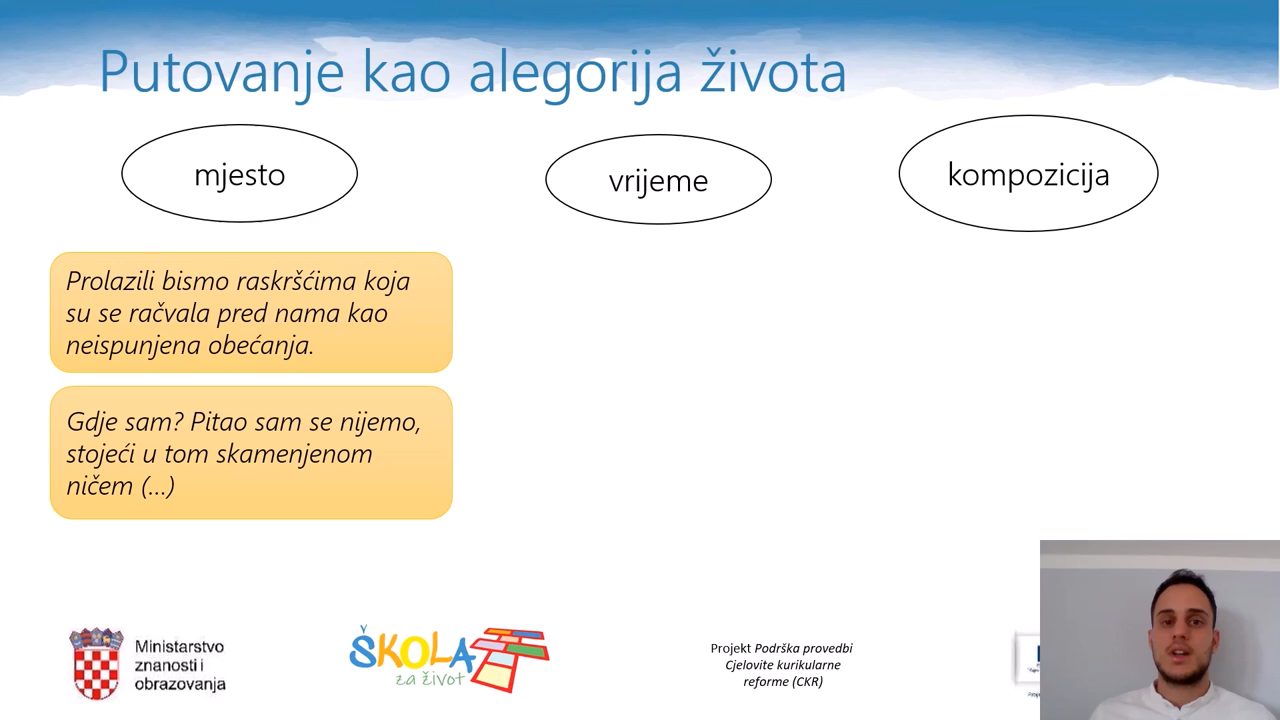 Putovanje kao alegorija života
mjesto
vrijeme
kompozicija
Prolazili bismo raskršćima koja
su se račvala pred nama kao
neispunjena obećanja.
Gdje sam? Pitao sam se nijemo,
stojeći u tom skamenjenom
ničem (...)
Ministarstvo
znanosti i
obrazovanja
ŠKOLA
za život
Projekt Podrška provedbi
Cjelovite kurikularne
reforme (CKR)